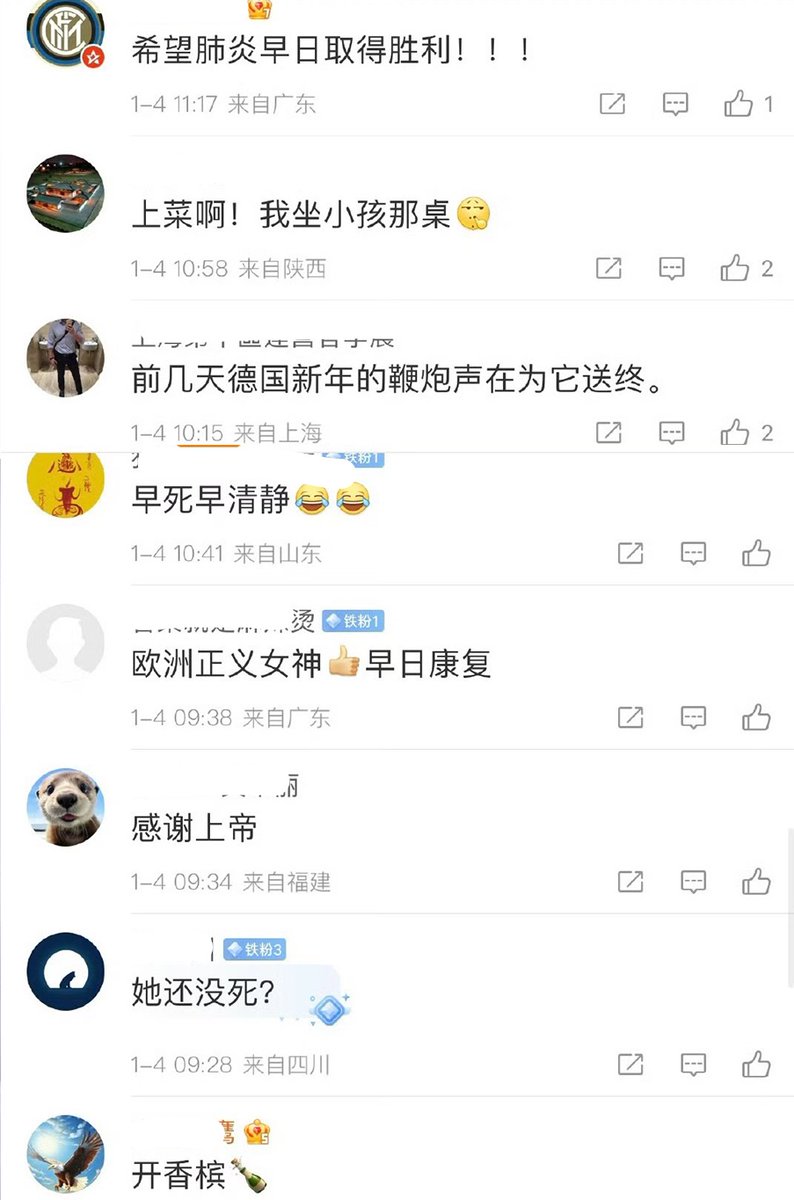 希望肺炎早日取得胜利！！！
1-4 11:17 来自广东
1
上菜啊！我坐小孩那桌
1-4 10:58 来自陕西
2
前几天德国新年的鞭炮声在为它送终。
1-4 10:15 来自上海
2
铁粉1
早死早清静
1-4 10:41 来自山东
烫 铁粉1
欧洲正义女神👍早日康复
1-4 09:38 来自广东
丽
感谢上帝
1-4 09:34 来自福建
铁粉3
她还没死？
1-4 09:28 来自四川
开香槟